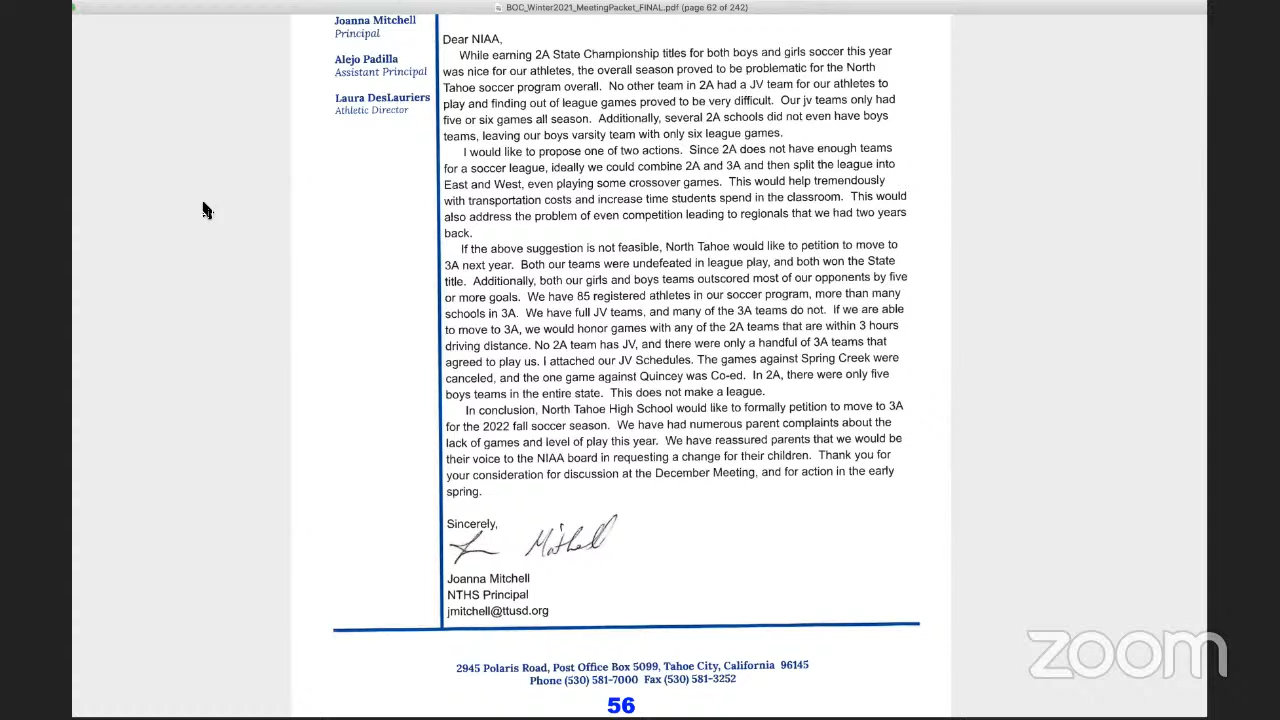 BOC_Winter2021_MeetingPacket_FINAL.pdf (page 62 of 242)
Joanna Mitchell
Principal
Alejo Padilla
Assistant Principal
Laura DesLauriers
Athletic Director
Dear NIAA,
While earning 2A State Championship titles for both boys and girls soccer this year
was nice for our athletes, the overall season proved to be problematic for the North
Tahoe soccer program overall. No other team in 2A had a JV team for our athletes to
play and finding out of league games proved to be very difficult. Our jv teams only had
five or six games all season. Additionally, several 2A schools did not even have boys
teams, leaving our boys varsity team with only six league games.
I would like to propose one of two actions. Since 2A does not have enough teams
for a soccer league, ideally we could combine 2A and 3A and then split the league into
East and West, even playing some crossover games. This would help tremendously
with transportation costs and increase time students spend in the classroom. This would
also address the problem of even competition leading to regionals that we had two years
back.
If the above suggestion is not feasible, North Tahoe would like to petition to move to
3A next year. Both our teams were undefeated in league play, and both won the State
title. Additionally, both our girls and boys teams outscored most of our opponents by five
or more goals. We have 85 registered athletes in our soccer program, more than many
schools in 3A. We have full JV teams, and many of the 3A teams do not. If we are able
to move to 3A, we would honor games with any of the 2A teams that are within 3 hours
driving distance. No 2A team has JV, and there were only a handful of 3A teams that
agreed to play us. I attached our JV Schedules. The games against Spring Creek were
canceled, and the one game against Quincey was Co-ed. In 2A, there were only five
boys teams in the entire state. This does not make a league.
In conclusion, North Tahoe High School would like to formally petition to move to 3A
for the 2022 fall soccer season. We have had numerous parent complaints about the
lack of games and level of play this year. We have reassured parents that we would be
their voice to the NIAA board in requesting a change for their children. Thank you for
your consideration for discussion at the December Meeting, and for action in the early
spring.
Sincerely,
Joanna Mitchell
NTHS Principal
jmitchell@ttusd.org
2945 Polaris Road, Post Office Box 5099, Tahoe City, California 96145
Phone (530) 581-7000 Fax (530) 581-3252
56
zoom